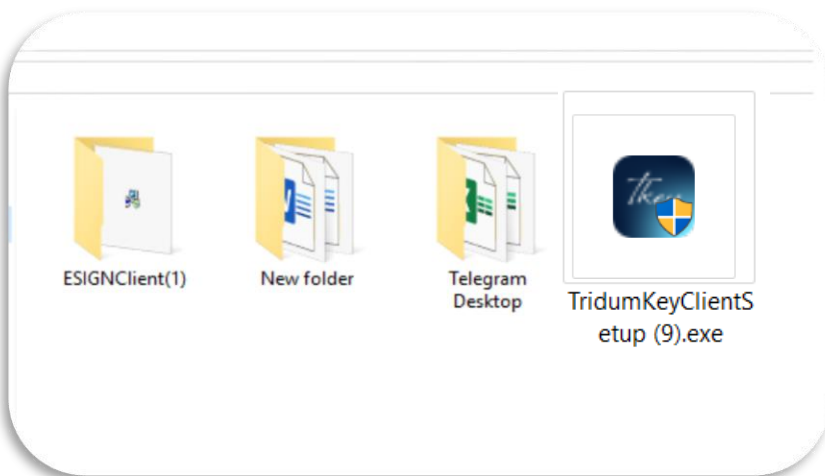 ESIGNClient(1)
New folder
Telegram
Desktop
TridumKeyClientS
etup (9).exe